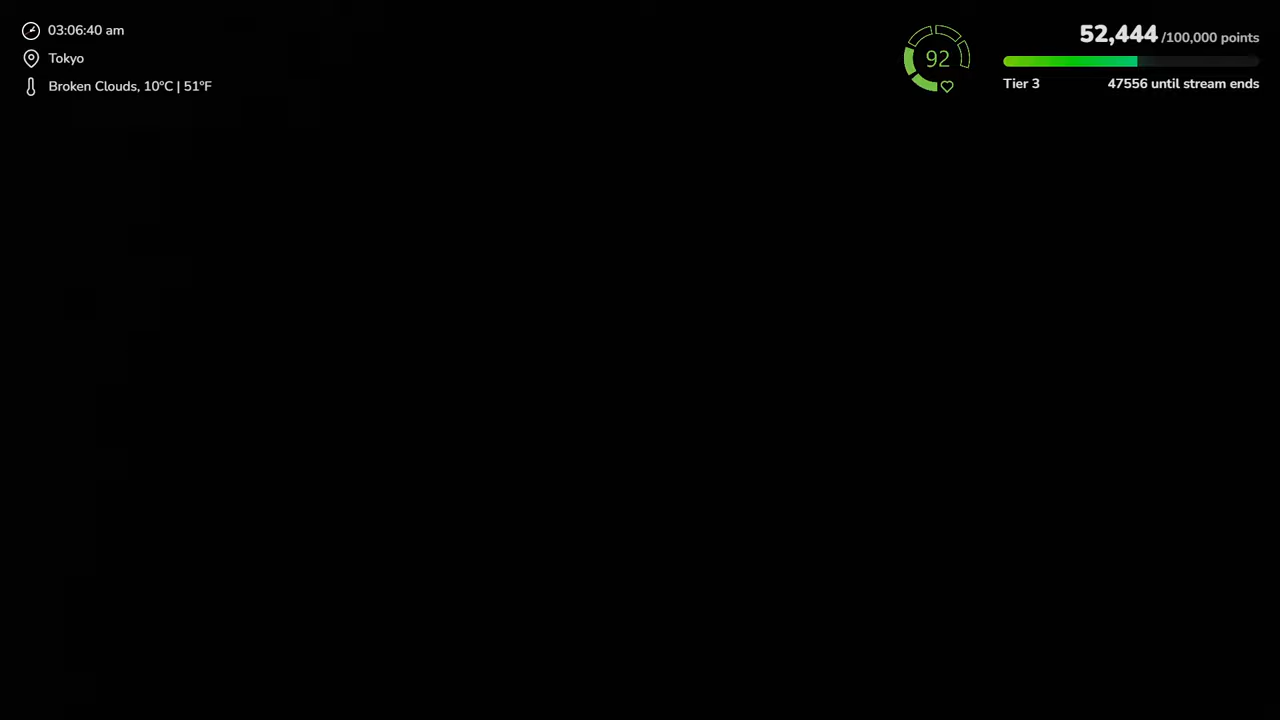 03:06:40 am
Tokyo
Broken Clouds, 10°C | 51°F
92
52,444 /100,000 points
Tier 3
47556 until stream ends